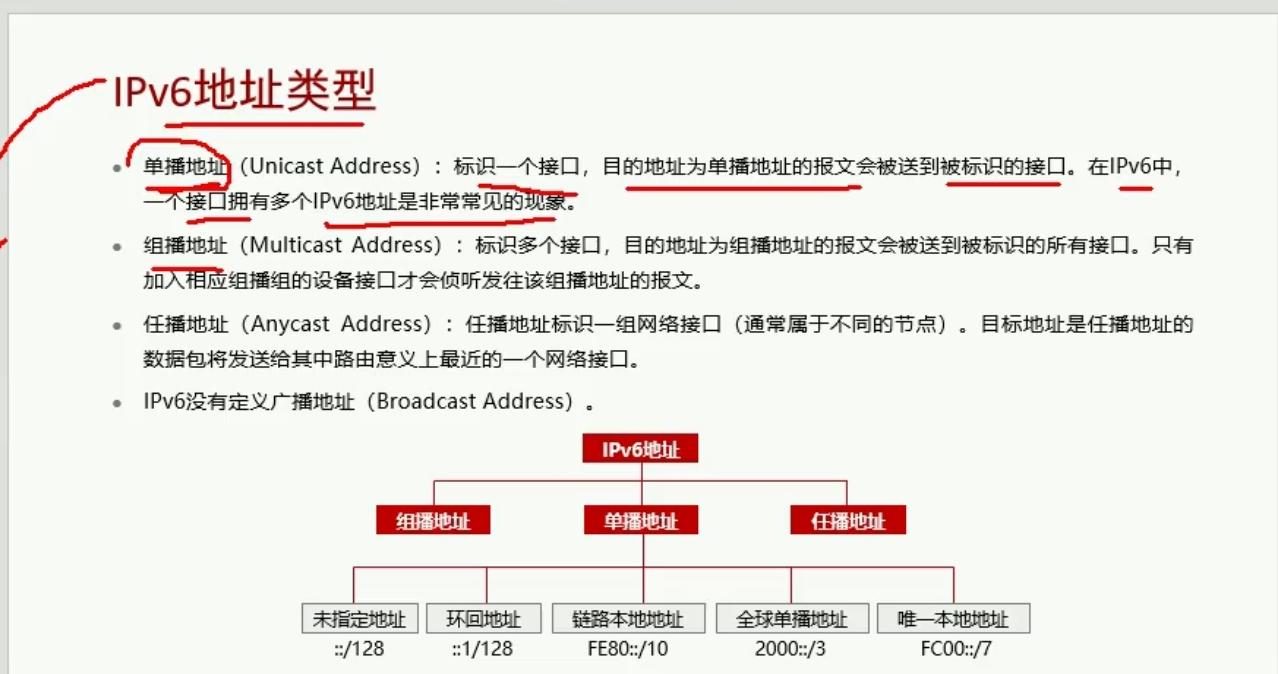 IPv6地址类型
单播地址（Unicast Address）：标识一个接口，目的地址为单播地址的报文会被送到被标识的接口。在IPv6中，
一个接口拥有多个IPv6地址是非常常见的现象。
组播地址（Multicast Address）：标识多个接口，目的地址为组播地址的报文会被送到被标识的所有接口。只有
加入相应组播组的设备接口才会侦听发往该组播地址的报文。
任播地址（Anycast Address）：任播地址标识一组网络接口（通常属于不同的节点）。目标地址是任播地址的
数据包将发送给其中路由意义上最近的一个网络接口。
IPv6没有定义广播地址（Broadcast Address）。
IPv6地址
组播地址 单播地址 任播地址
未指定地址 环回地址 链路本地地址 全球单播地址 唯一本地地址
::/128 ::1/128 FE80::/10 2000::/3 FC00::/7